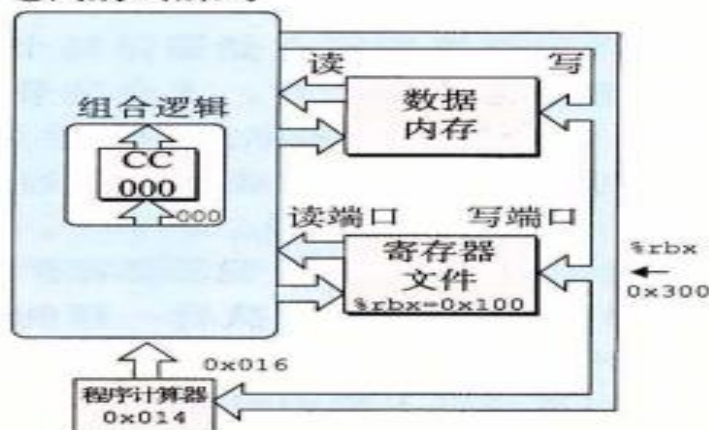 读
写
数据
内存
组合逻辑
CC
000
000
读端口
写端口
寄存器
文件
%rbx=0x100
%rbx
0x300
0x016
程序计算器
0x014